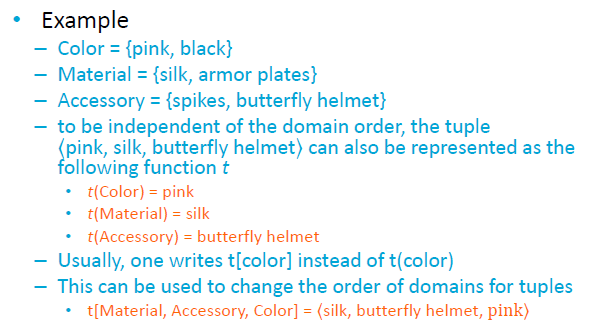 • Example
– Color = {pink, black}
– Material = {silk, armor plates}
– Accessory = {spikes, butterfly helmet}
– to be independent of the domain order, the tuple
⟨pink, silk, butterfly helmet⟩ can also be represented as the
following function t
• t(Color) = pink
• t(Material) = silk
• t(Accessory) = butterfly helmet
– Usually, one writes t[color] instead of t(color)
– This can be used to change the order of domains for tuples
• t[Material, Accessory, Color] = ⟨silk, butterfly helmet, pink⟩